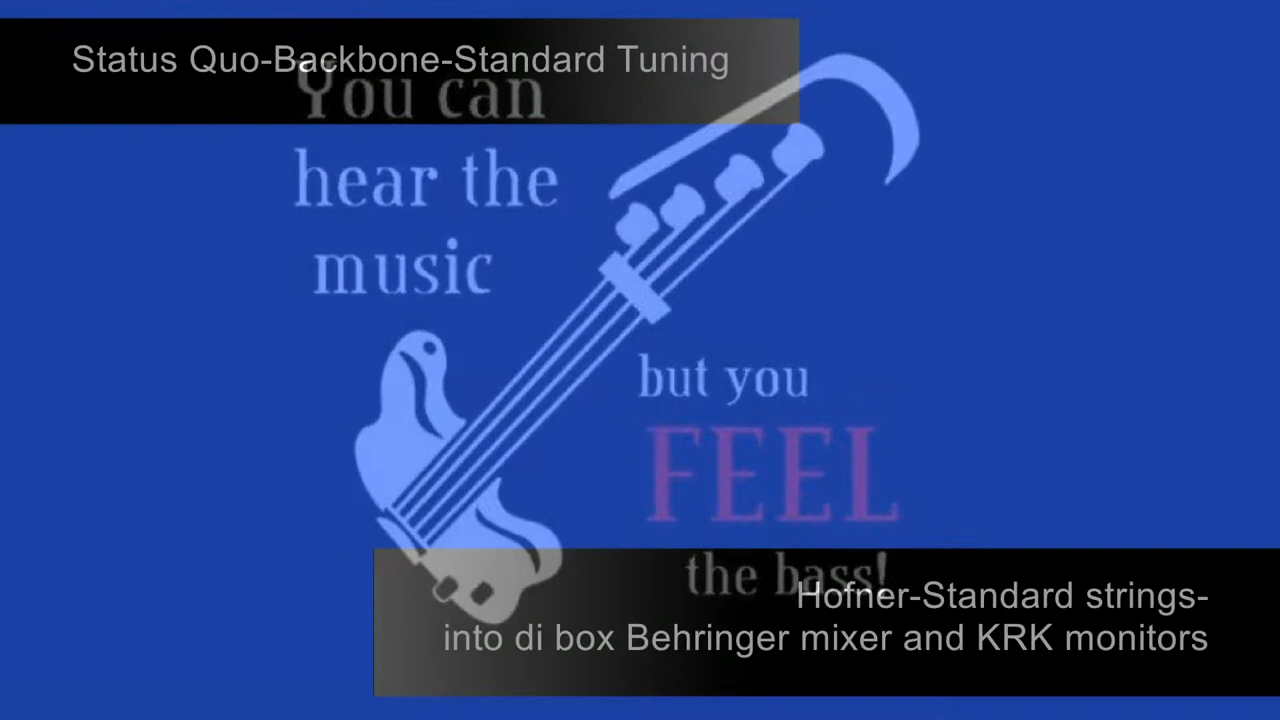 Status Quo-Backbone-Standard Tuning
You can
hear the
music
but you
FEEL
the bass!
Hofner-Standard strings-
into di box Behringer mixer and KRK monitors